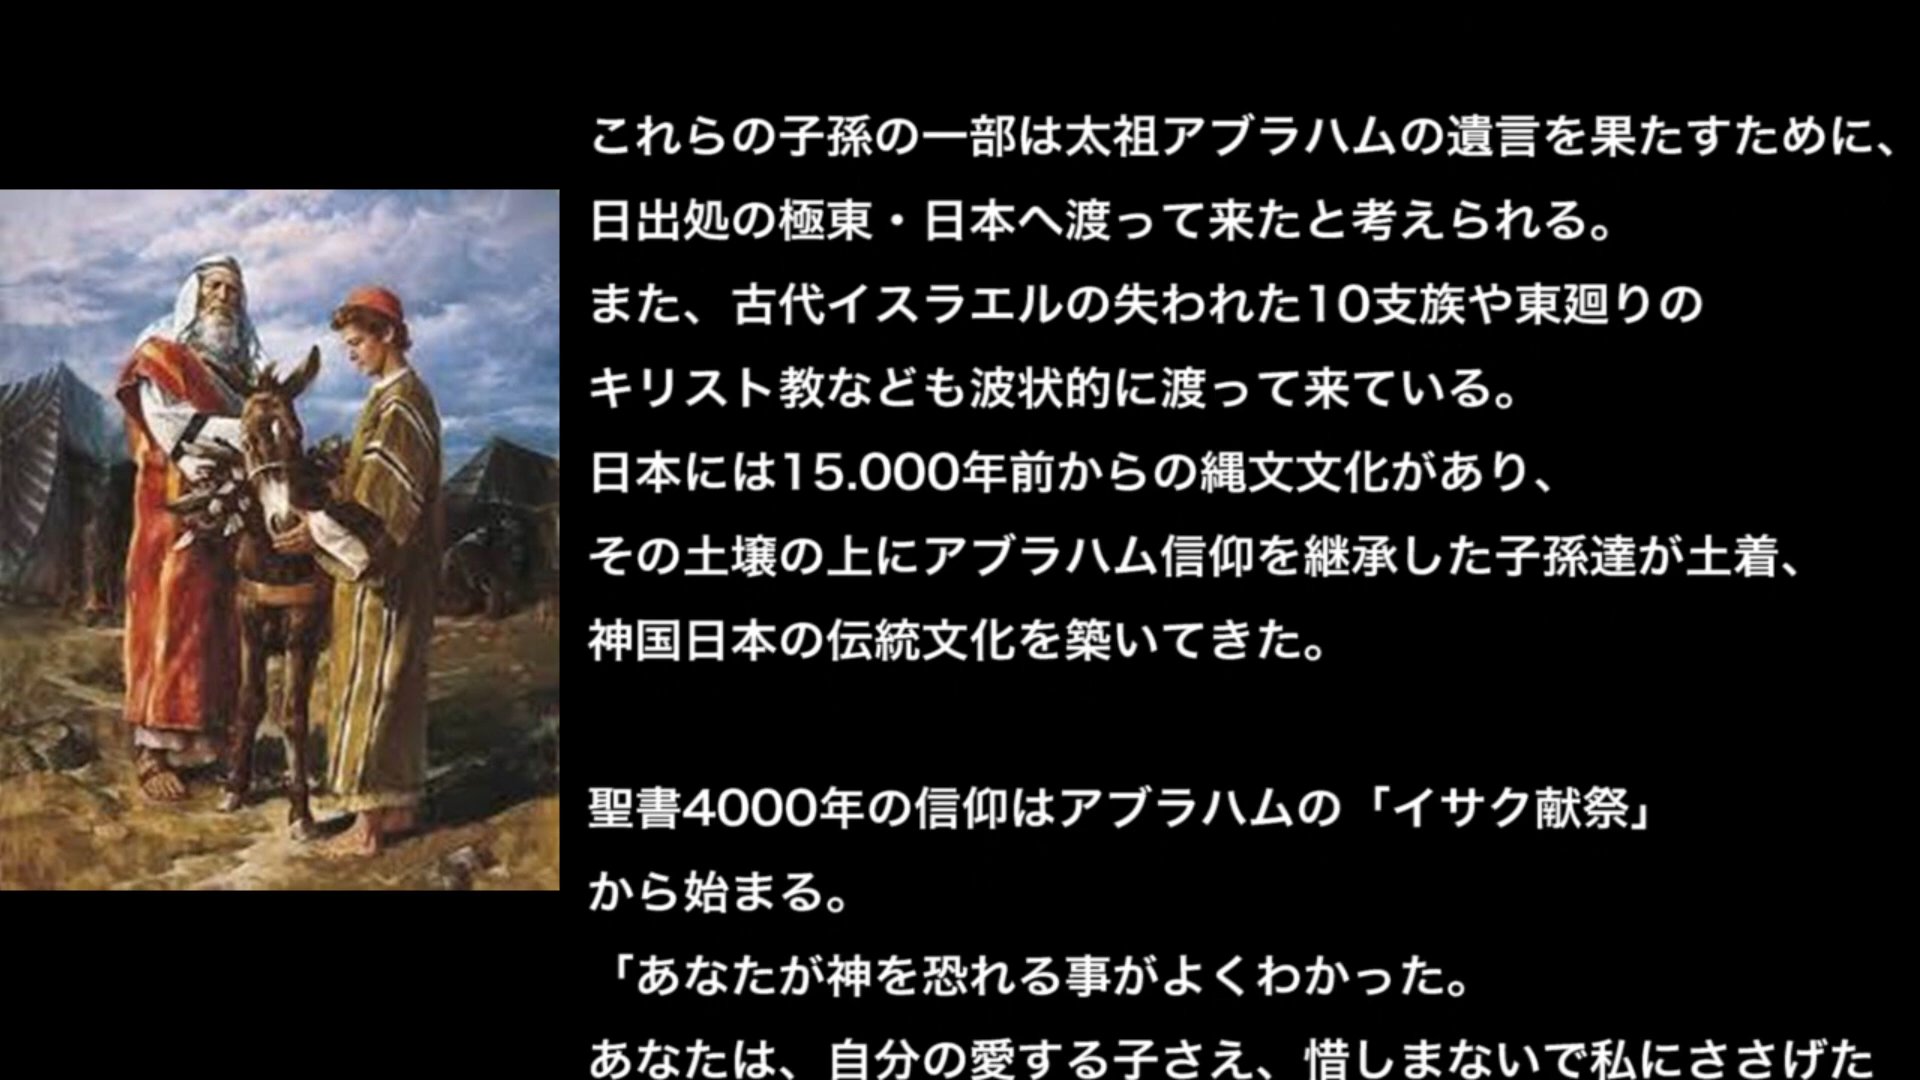 これらの子孫の一部は太祖アブラハムの遺言を果たすために、
日出処の極東・日本へ渡って来たと考えられる。
また、古代イスラエルの失われた10支族や東廻りの
キリスト教なども波状的に渡って来ている。
日本には15.000年前からの縄文文化があり、
その土壌の上にアブラハム信仰を継承した子孫達が土着、
神国日本の伝統文化を築いてきた。
聖書4000年の信仰はアブラハムの「イサク献祭」
から始まる。
「あなたが神を恐れる事がよくわかった。
あなたは、自分の愛する子さえ、惜しまないで私にささげた